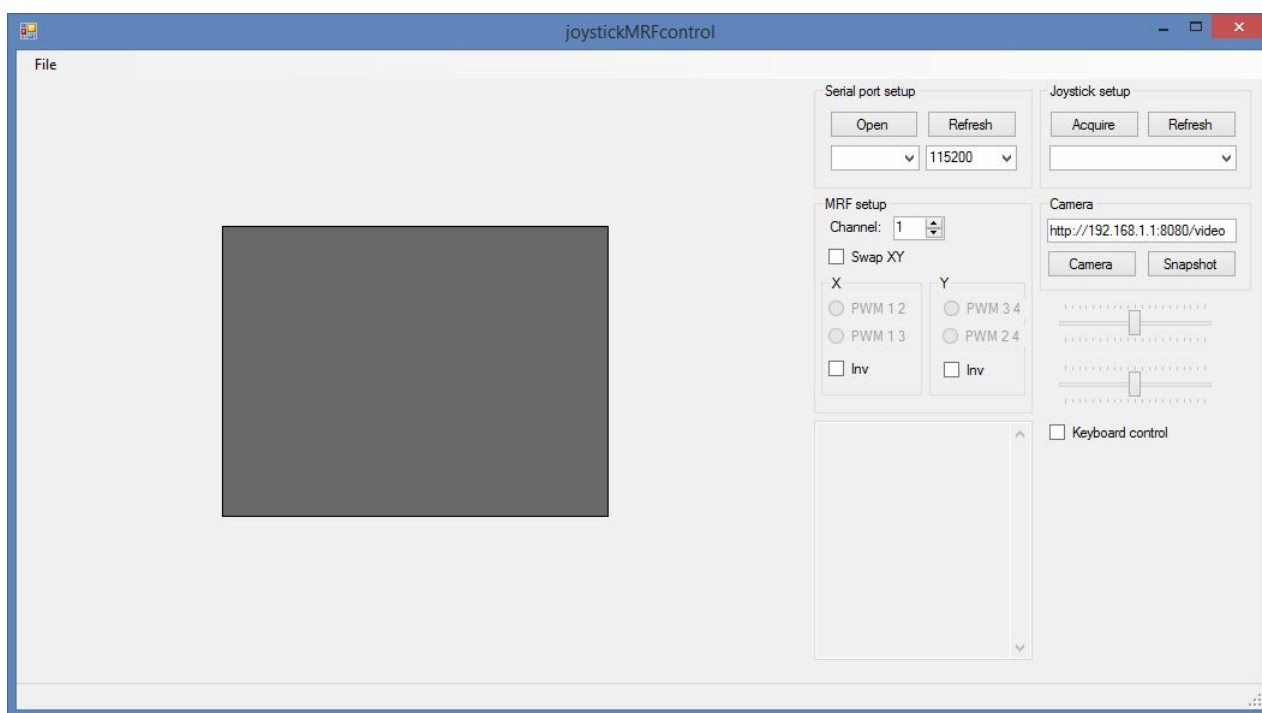 joystickMRFcontrol
File
Serial port setup
Open Refresh
115200
Joystick setup
Acquire Refresh
MRF setup
Channel: 1
Swap XY
X
PWM 1 2
PWM 1 3
Inv
Y
PWM 3 4
PWM 2 4
Inv
Camera
http://192.168.1.1:8080/video
Camera Snapshot
Keyboard control